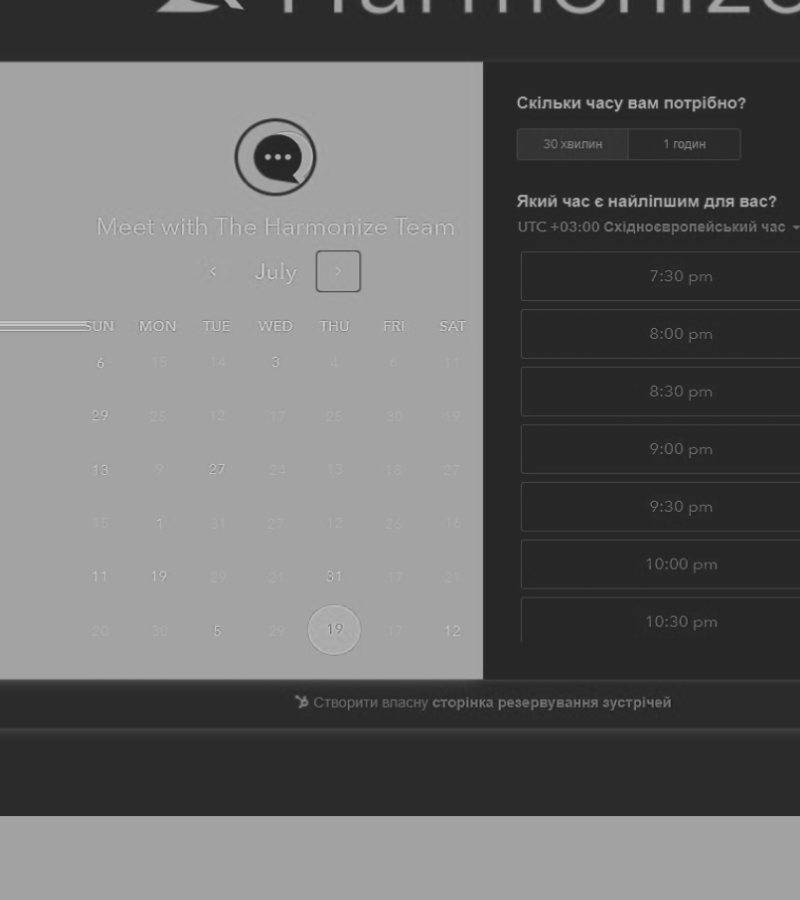 Harmonize
Meet with The Harmonize Team
July
SUN MON TUE WED THU FRI SAT
6 15 14 3 4 6 11
29 25 12 17 25 30 19
13 9 27 24 13 18 27
15 1 31 27 12 26 16
11 19 29 21 31 17 21
20 30 5 29 19 17 12
Скільки часу вам потрібно?
30 хвилин 1 годин
Який час є найліпшим для вас?
UTC +03:00 Східноєвропейський час
7:30 pm
8:00 pm
8:30 pm
9:00 pm
9:30 pm
10:00 pm
10:30 pm
Створити власну сторінка резервування зустрічей